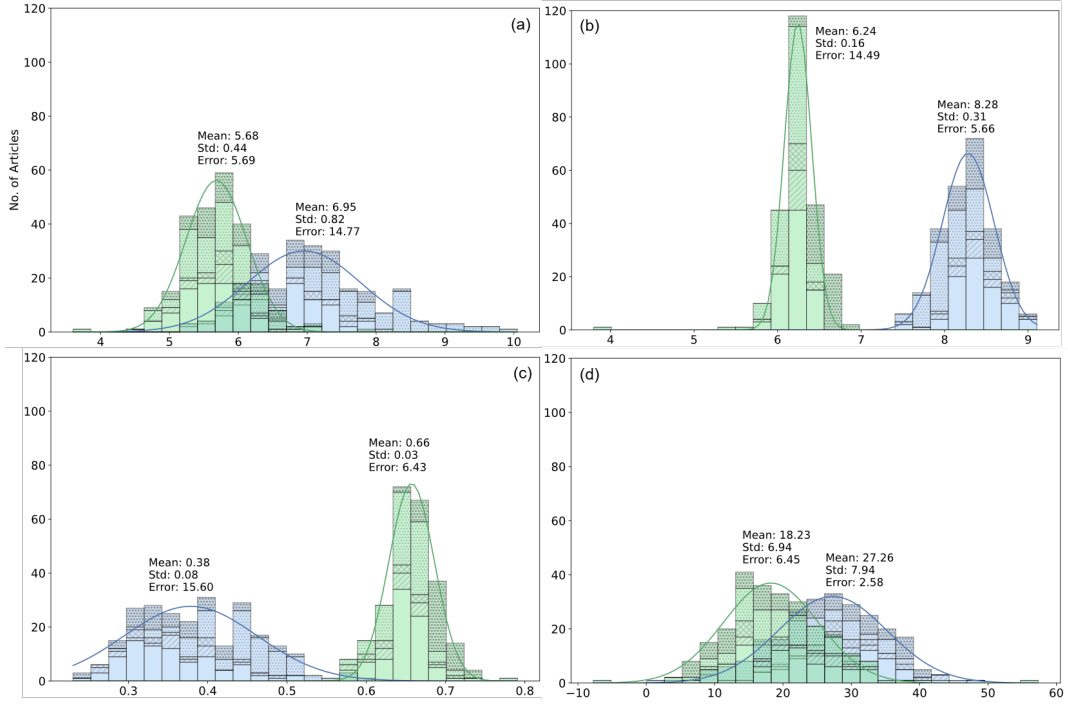 120
100
80
60
40
20
0
No. of Articles
(a)
Mean: 5.68
Std: 0.44
Error: 5.69
Mean: 6.95
Std: 0.82
Error: 14.77
4 5 6 7 8 9 10
120
100
80
60
40
20
0
(b)
Mean: 6.24
Std: 0.16
Error: 14.49
Mean: 8.28
Std: 0.31
Error: 5.66
4 5 6 7 8 9
120
100
80
60
40
20
0
(c)
Mean: 0.66
Std: 0.03
Error: 6.43
Mean: 0.38
Std: 0.08
Error: 15.60
0.3 0.4 0.5 0.6 0.7 0.8
120
100
80
60
40
20
0
(d)
Mean: 18.23
Std: 6.94
Error: 6.45
Mean: 27.26
Std: 7.94
Error: 2.58
−10 0 10 20 30 40 50 60